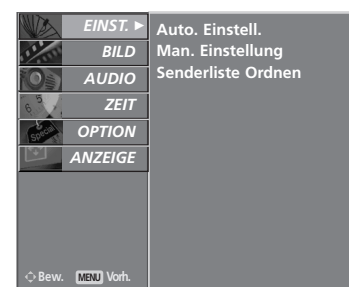 EINST. ►
BILD
AUDIO
ZEIT
OPTION
ANZEIGE
Auto. Einstell.
Man. Einstellung
Senderliste Ordnen
Bew. MENU Vorh.